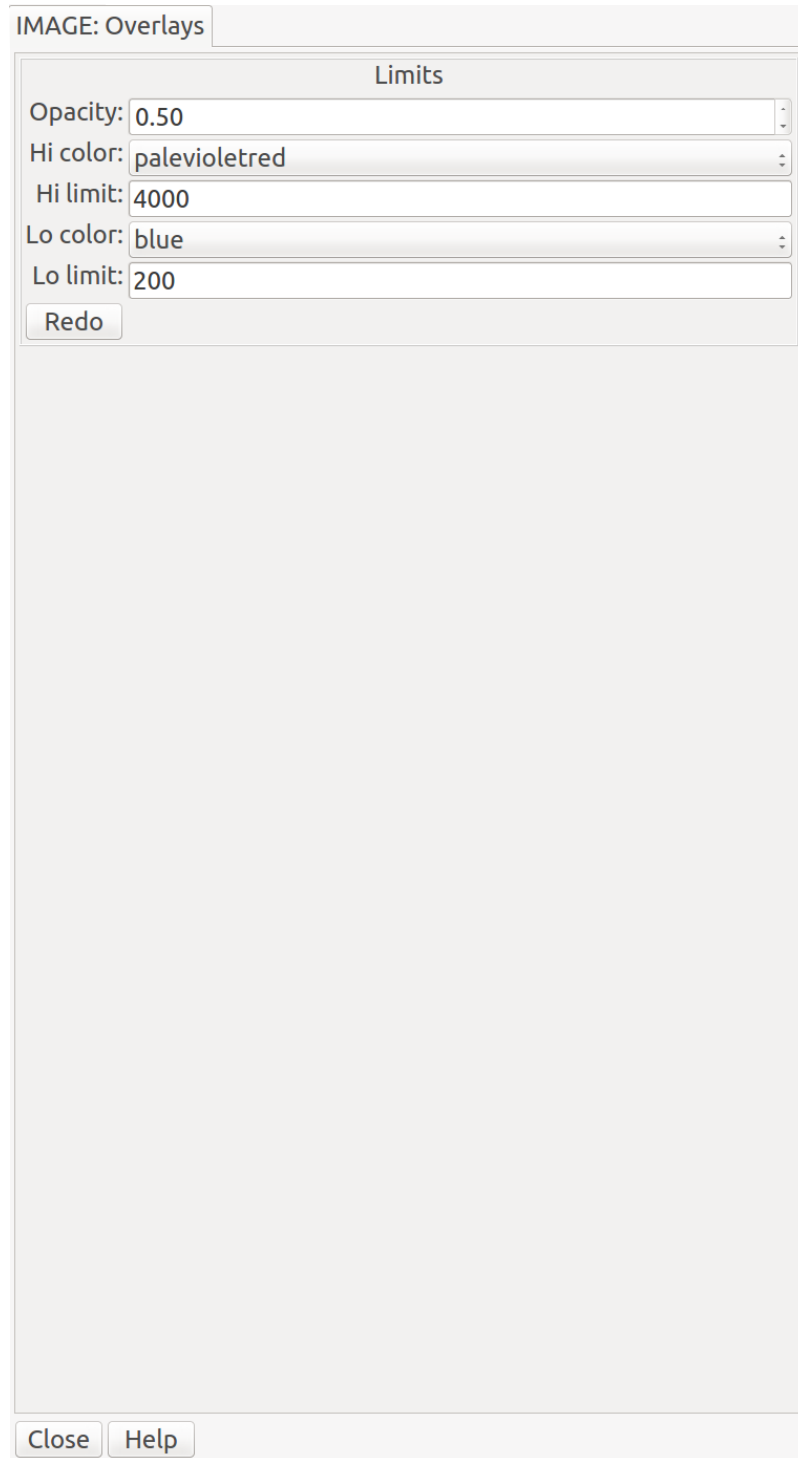 IMAGE: Overlays
Limits
Opacity: 0.50
Hi color: palevioletred
Hi limit: 4000
Lo color: blue
Lo limit: 200
Redo
Close Help